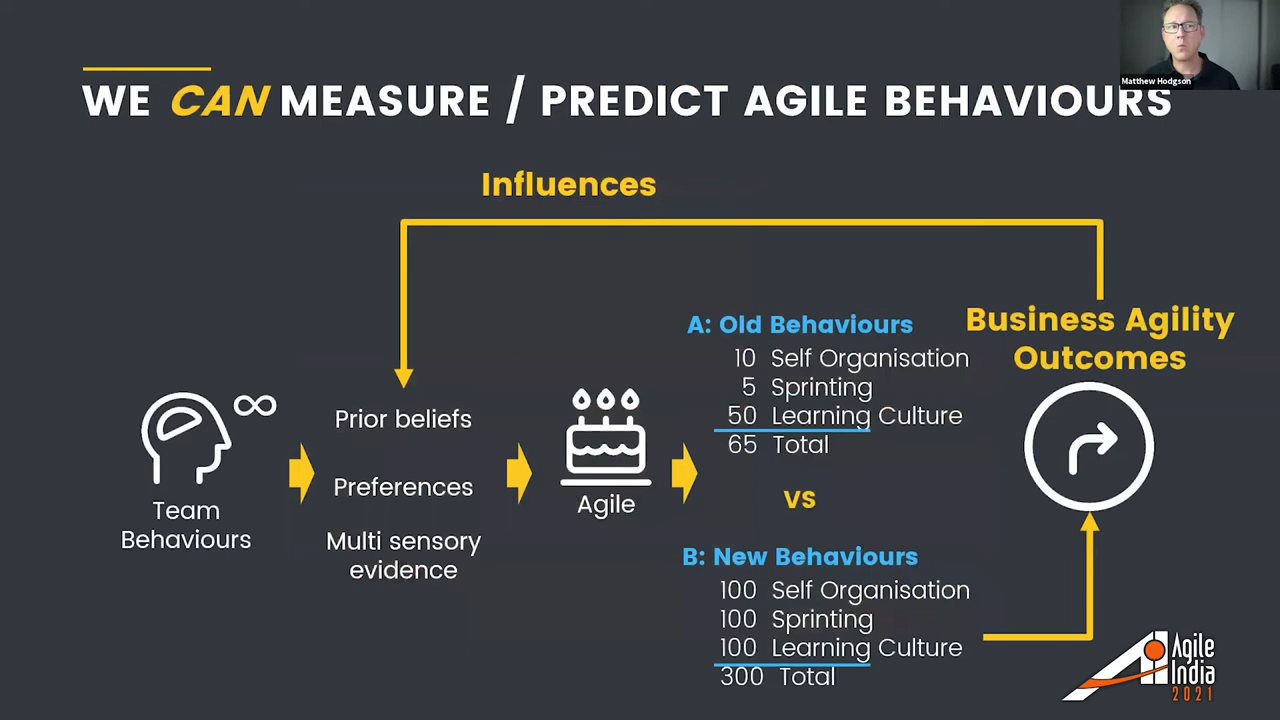 Matthew Hodgson
WE CAN MEASURE / PREDICT AGILE BEHAVIOURS
Influences
Team
Behaviours
Prior beliefs
Preferences
Multi sensory
evidence
Agile
A: Old Behaviours
10 Self Organisation
5 Sprinting
50 Learning Culture
65 Total
VS
B: New Behaviours
100 Self Organisation
100 Sprinting
100 Learning Culture
300 Total
Business Agility
Outcomes
Agile
India
2021